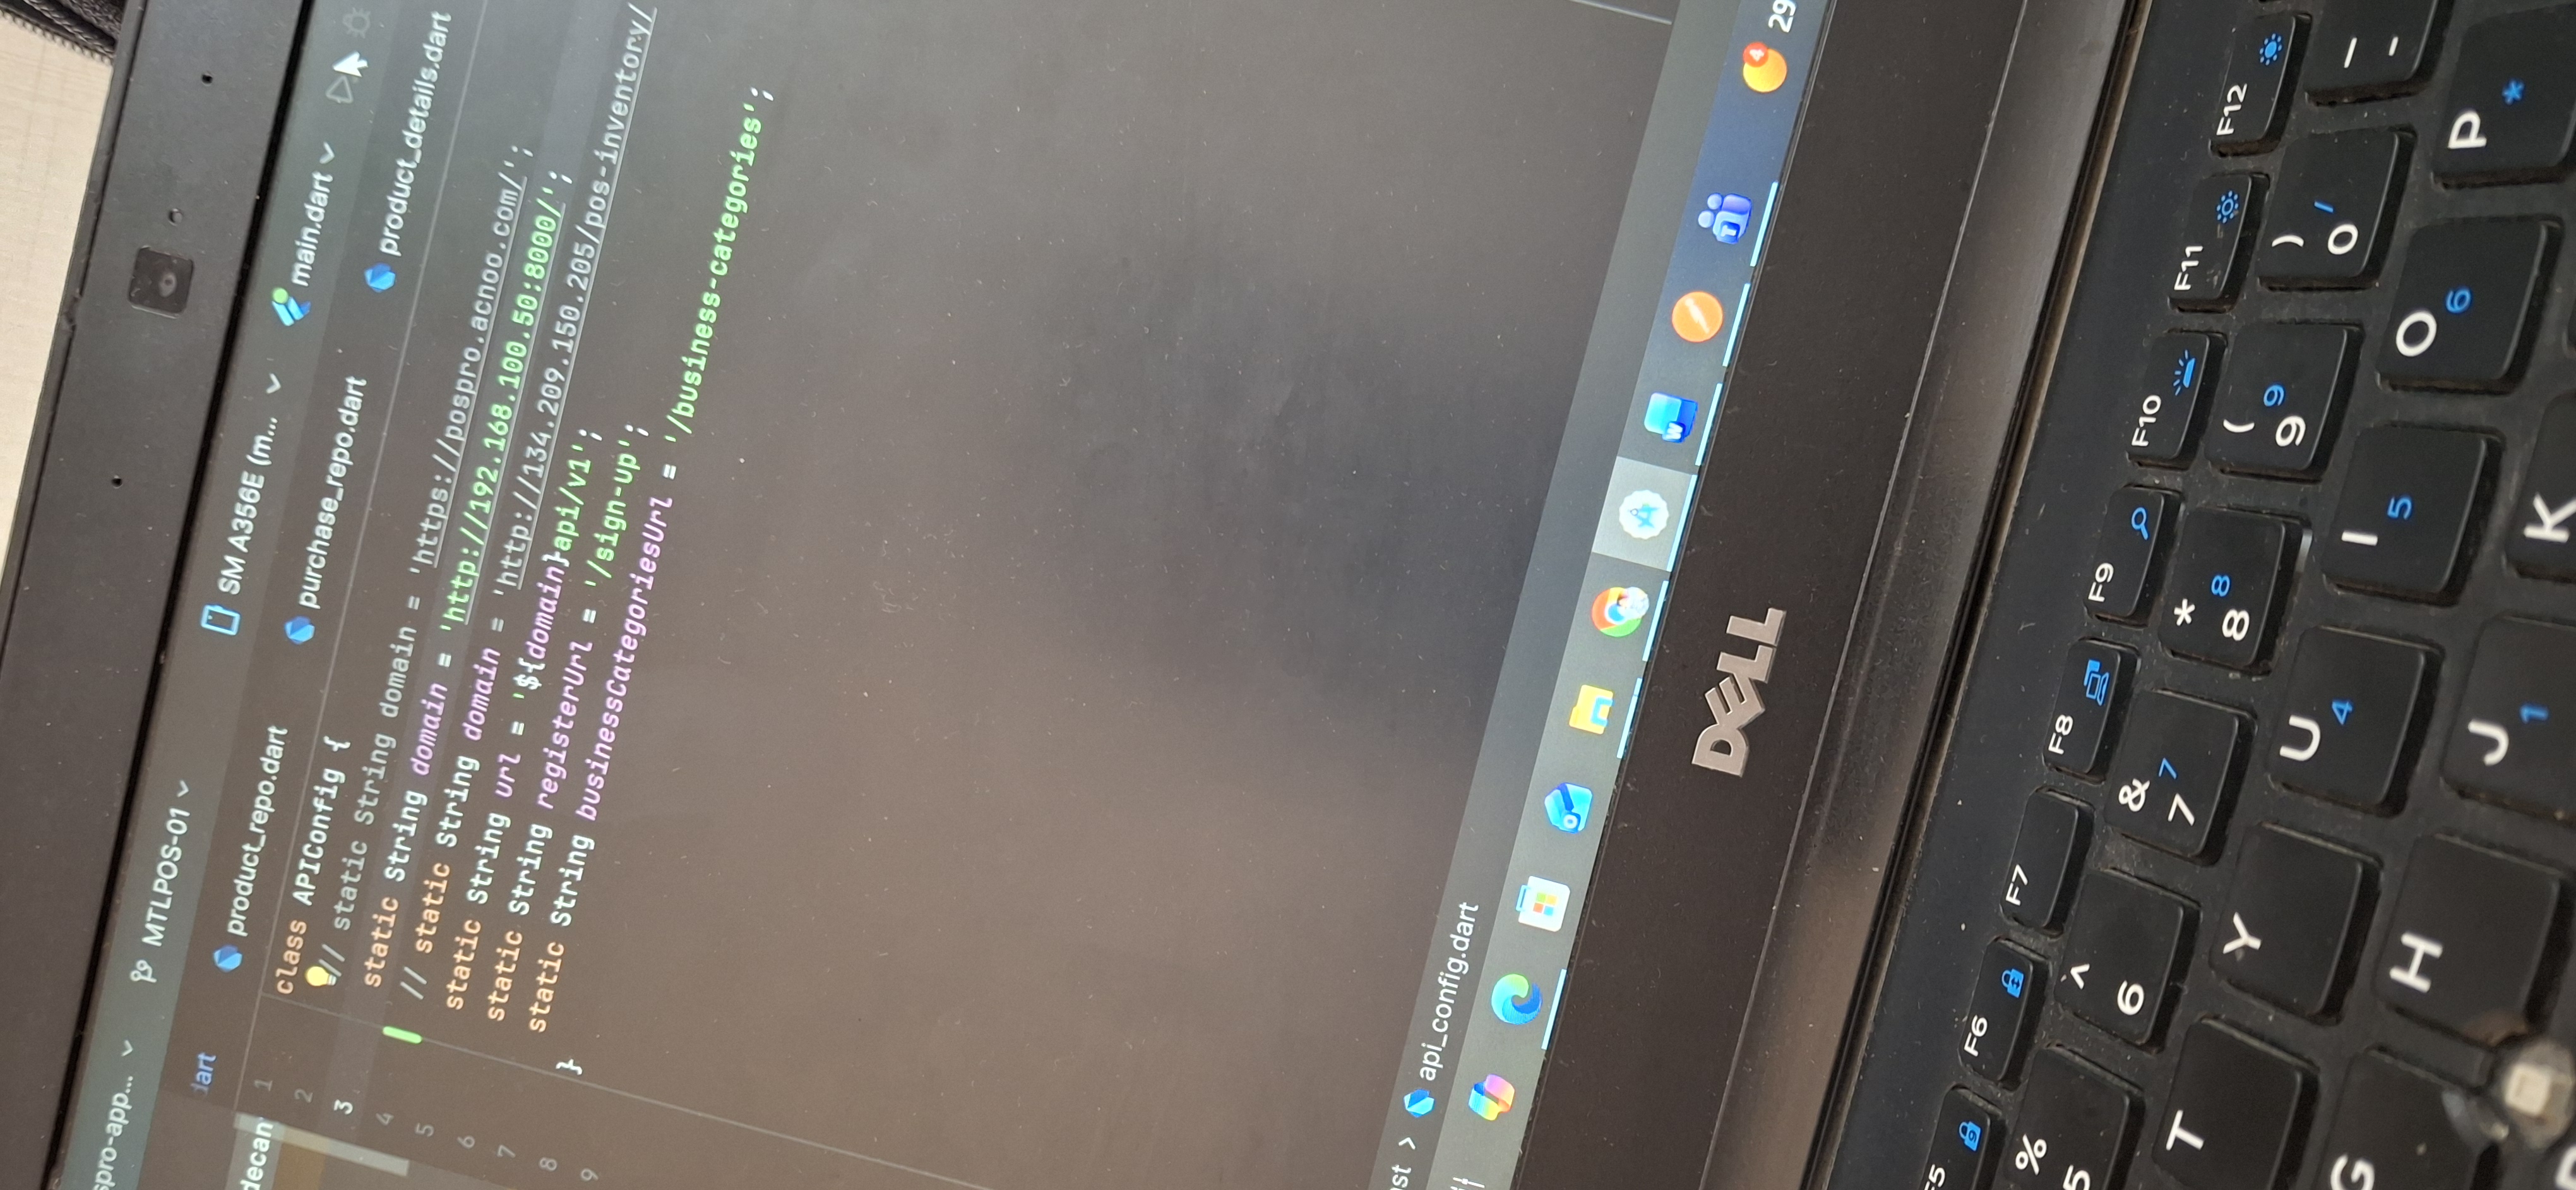 spro-app...
MTLPOS-01
SM A356E (m...
main.dart
dart
product_repo.dart
purchase_repo.dart
product_details.dart
decan
1 class APIConfig {
2 // static String domain = 'https://pospro.acnoo.com/';
3 static String domain = 'http://192.168.100.50:8000/';
4 // static String domain = 'http://134.209.150.205/pos-inventory/
5 static String url = '${domain}api/v1';
6 static String registerUrl = '/sign-up';
7 static String businessCategoriesUrl = '/business-categories';
8 }
9
st > api_config.dart
4
29
DELL
F5 F6 F7 F8 F9 F10 F11 F12
% 5 ^ 6 & 7 7 * 8 8 ( 9 9 ) 0 / - -
T Y U 4 I 5 O 6 P *
G H J 1 K